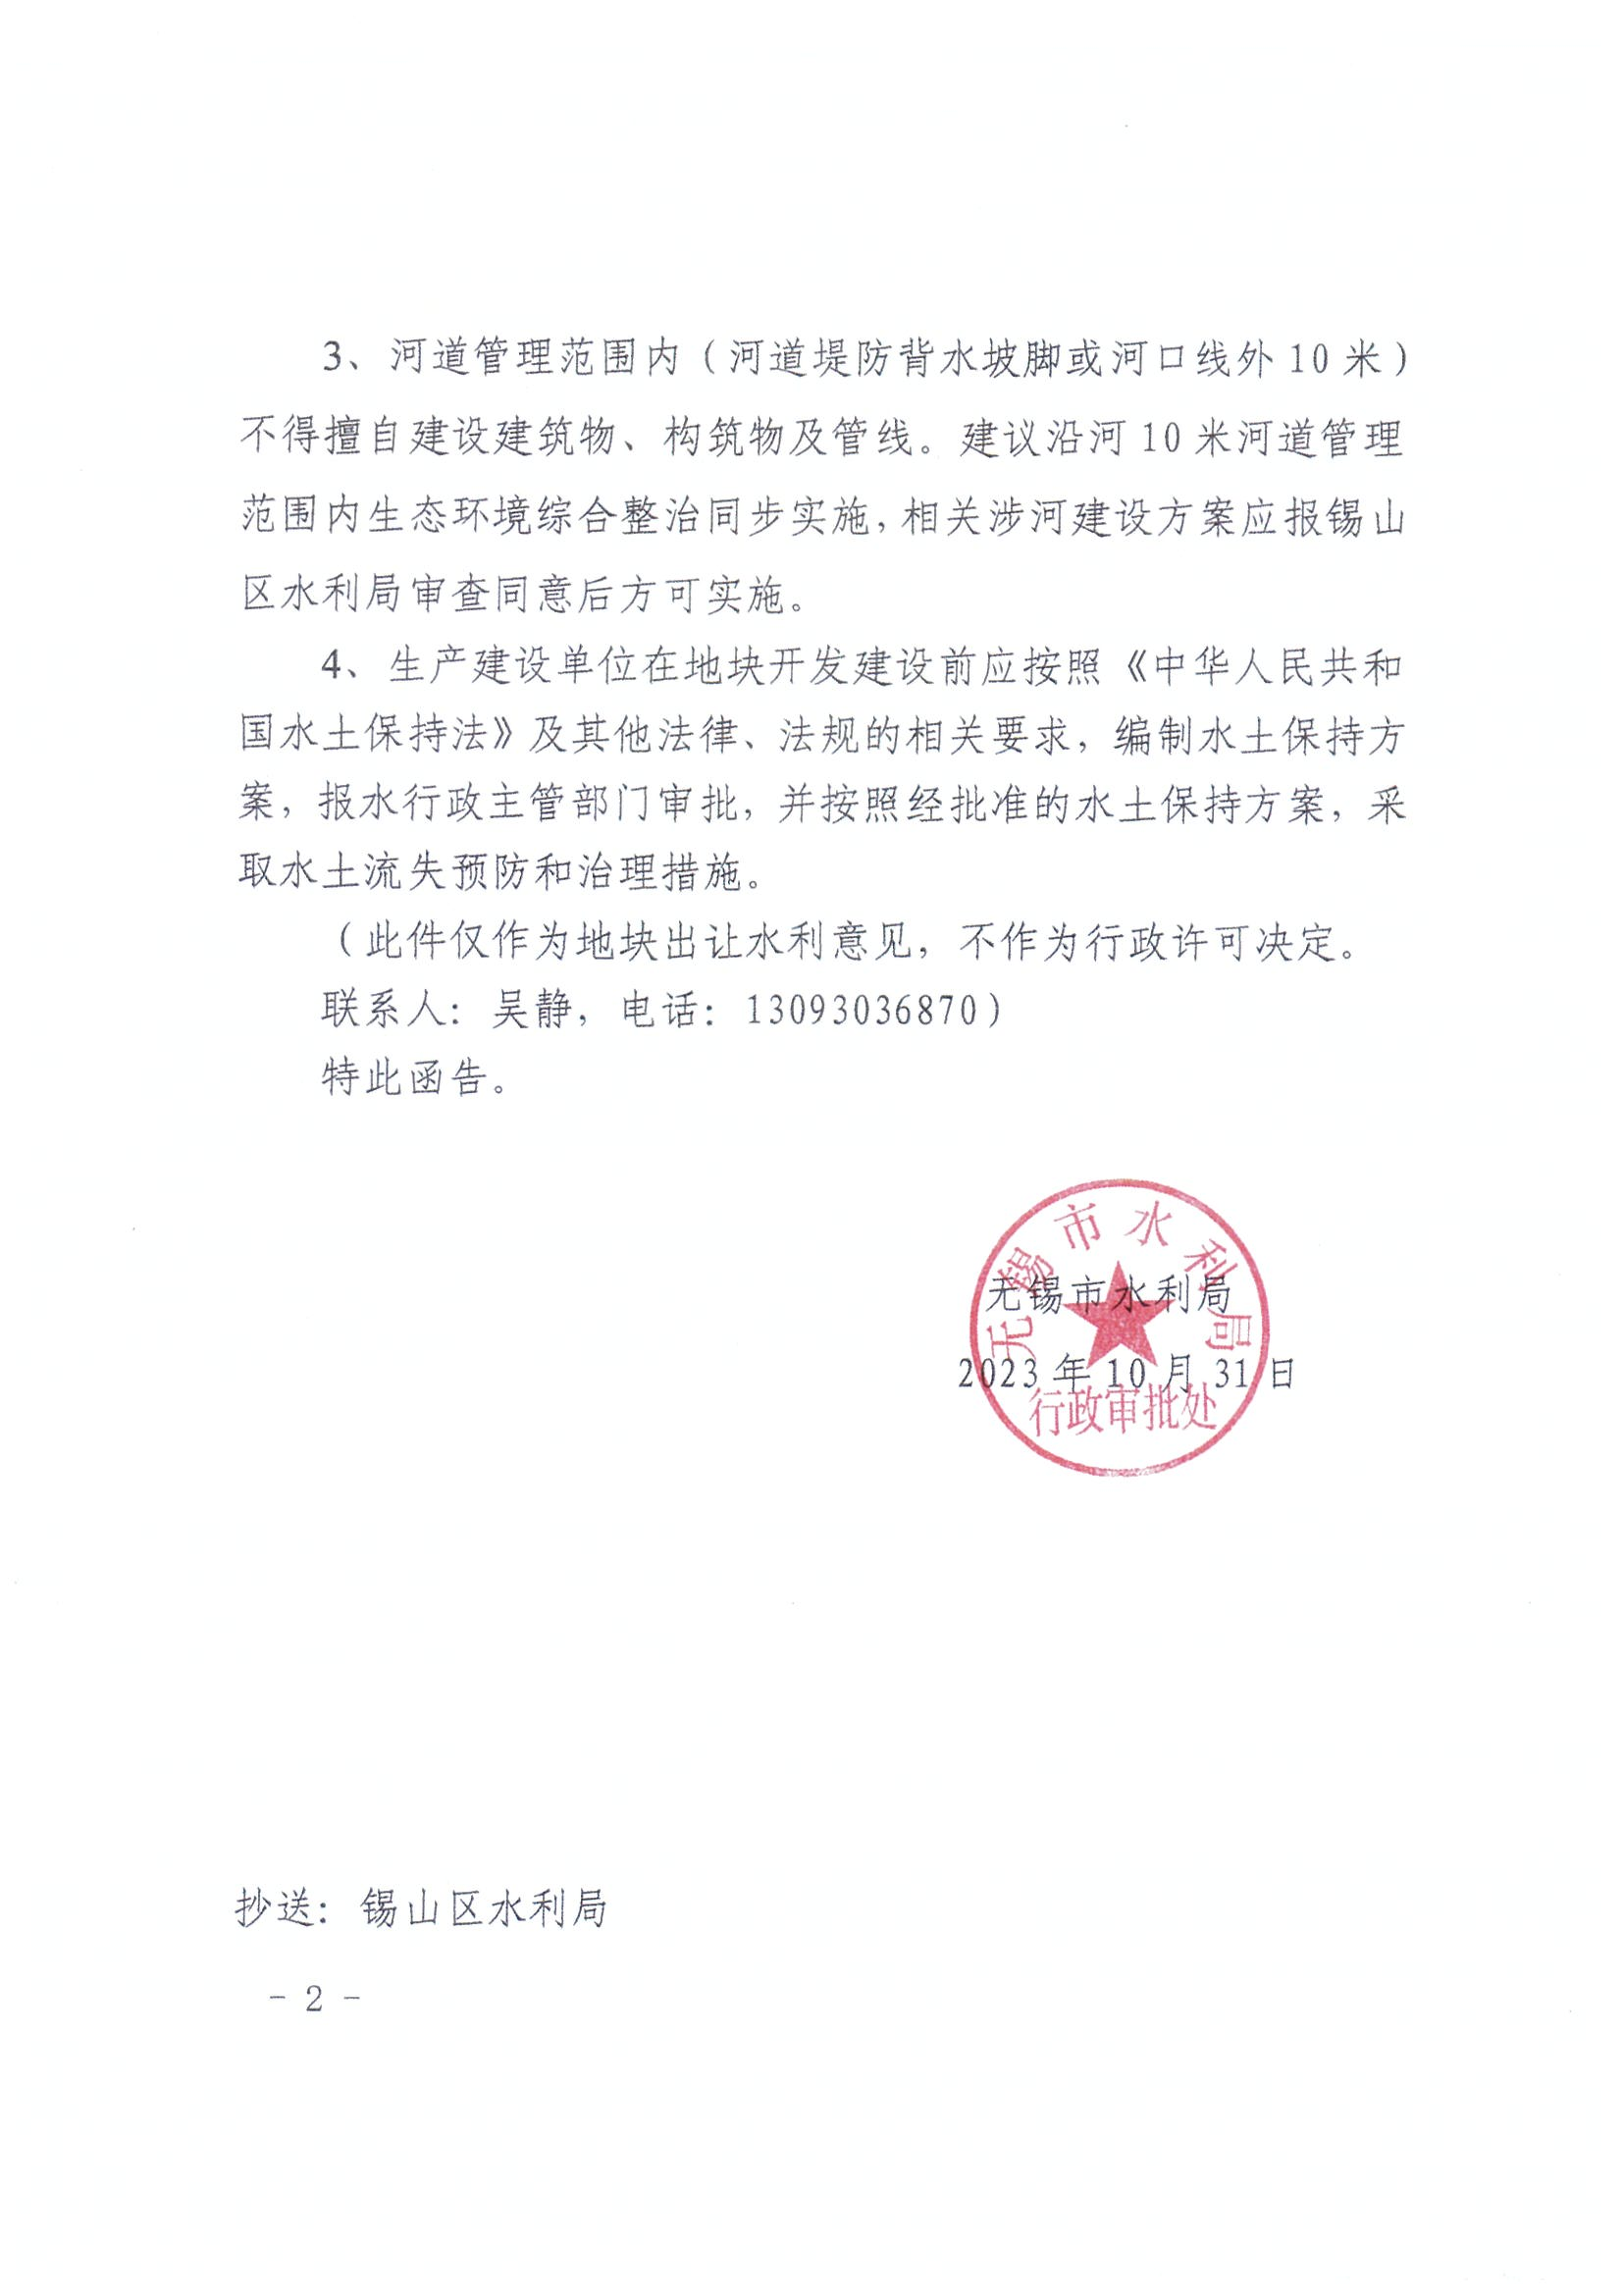 3、河道管理范围内（河道堤防背水坡脚或河口线外10米）
不得擅自建设建筑物、构筑物及管线。建议沿河10米河道管理
范围内生态环境综合整治同步实施，相关涉河建设方案应报锡山
区水利局审查同意后方可实施。
4、生产建设单位在地块开发建设前应按照《中华人民共和
国水土保持法》及其他法律、法规的相关要求，编制水土保持方
案，报水行政主管部门审批，并按照经批准的水土保持方案，采
取水土流失预防和治理措施。
（此件仅作为地块出让水利意见，不作为行政许可决定。
联系人：吴静，电话：13093036870）
特此函告。
无锡市水利局
无锡市水利局
2023年10月31日
行政审批处
抄送：锡山区水利局
- 2 -